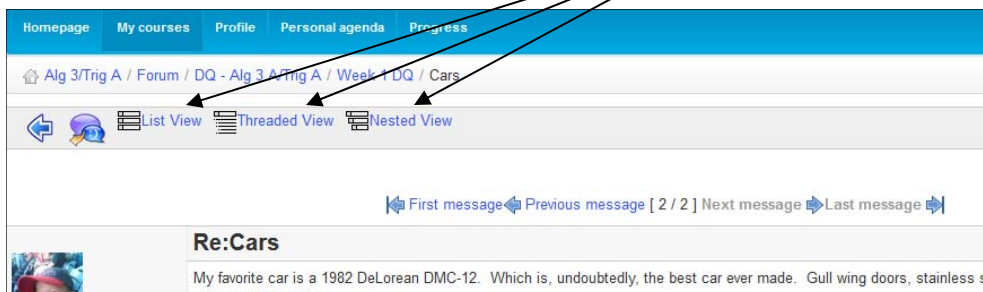 Homepage My courses Profile Personal agenda Progress
Alg 3/Trig A / Forum / DQ - Alg 3 A/Trig A / Week 1 DQ / Cars
List View Threaded View Nested View
First message Previous message [ 2 / 2 ] Next message Last message
Re:Cars
My favorite car is a 1982 DeLorean DMC-12. Which is, undoubtedly, the best car ever made. Gull wing doors, stainless